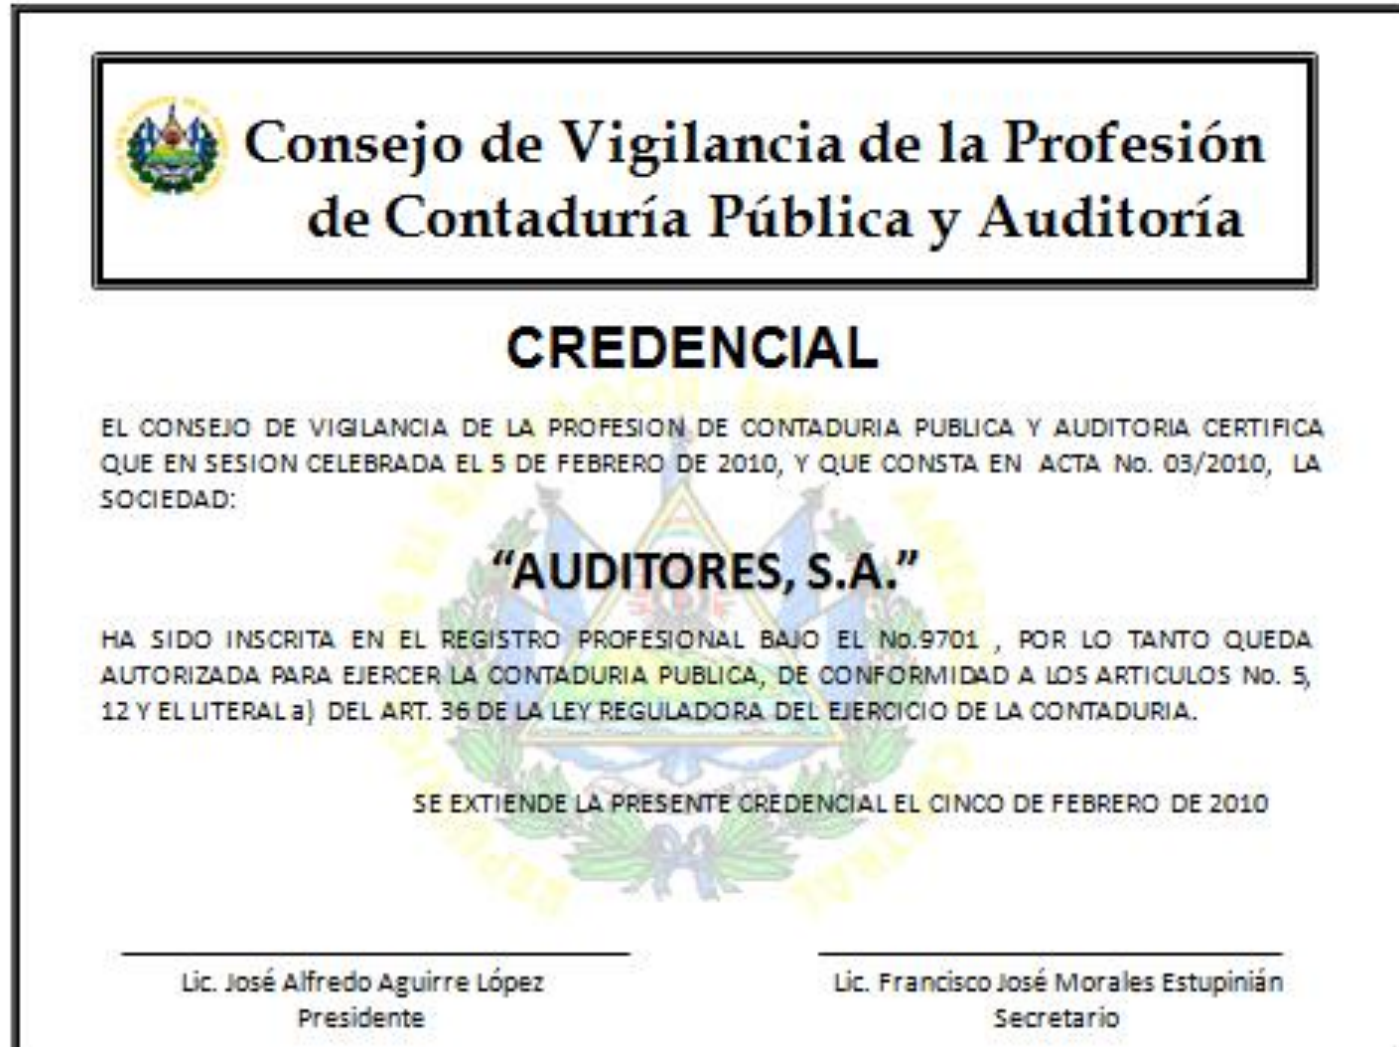 Consejo de Vigilancia de la Profesión
de Contaduría Pública y Auditoría
CREDENCIAL
EL CONSEJO DE VIGILANCIA DE LA PROFESION DE CONTADURIA PUBLICA Y AUDITORIA CERTIFICA
QUE EN SESION CELEBRADA EL 5 DE FEBRERO DE 2010, Y QUE CONSTA EN ACTA No. 03/2010, LA
SOCIEDAD:
“AUDITORES, S.A.”
HA SIDO INSCRITA EN EL REGISTRO PROFESIONAL BAJO EL No.9701 , POR LO TANTO QUEDA
AUTORIZADA PARA EJERCER LA CONTADURIA PUBLICA, DE CONFORMIDAD A LOS ARTICULOS No. 5,
12 Y EL LITERAL a) DEL ART. 36 DE LA LEY REGULADORA DEL EJERCICIO DE LA CONTADURIA.
SE EXTIENDE LA PRESENTE CREDENCIAL EL CINCO DE FEBRERO DE 2010
Lic. José Alfredo Aguirre López
Presidente
Lic. Francisco José Morales Estupinián
Secretario